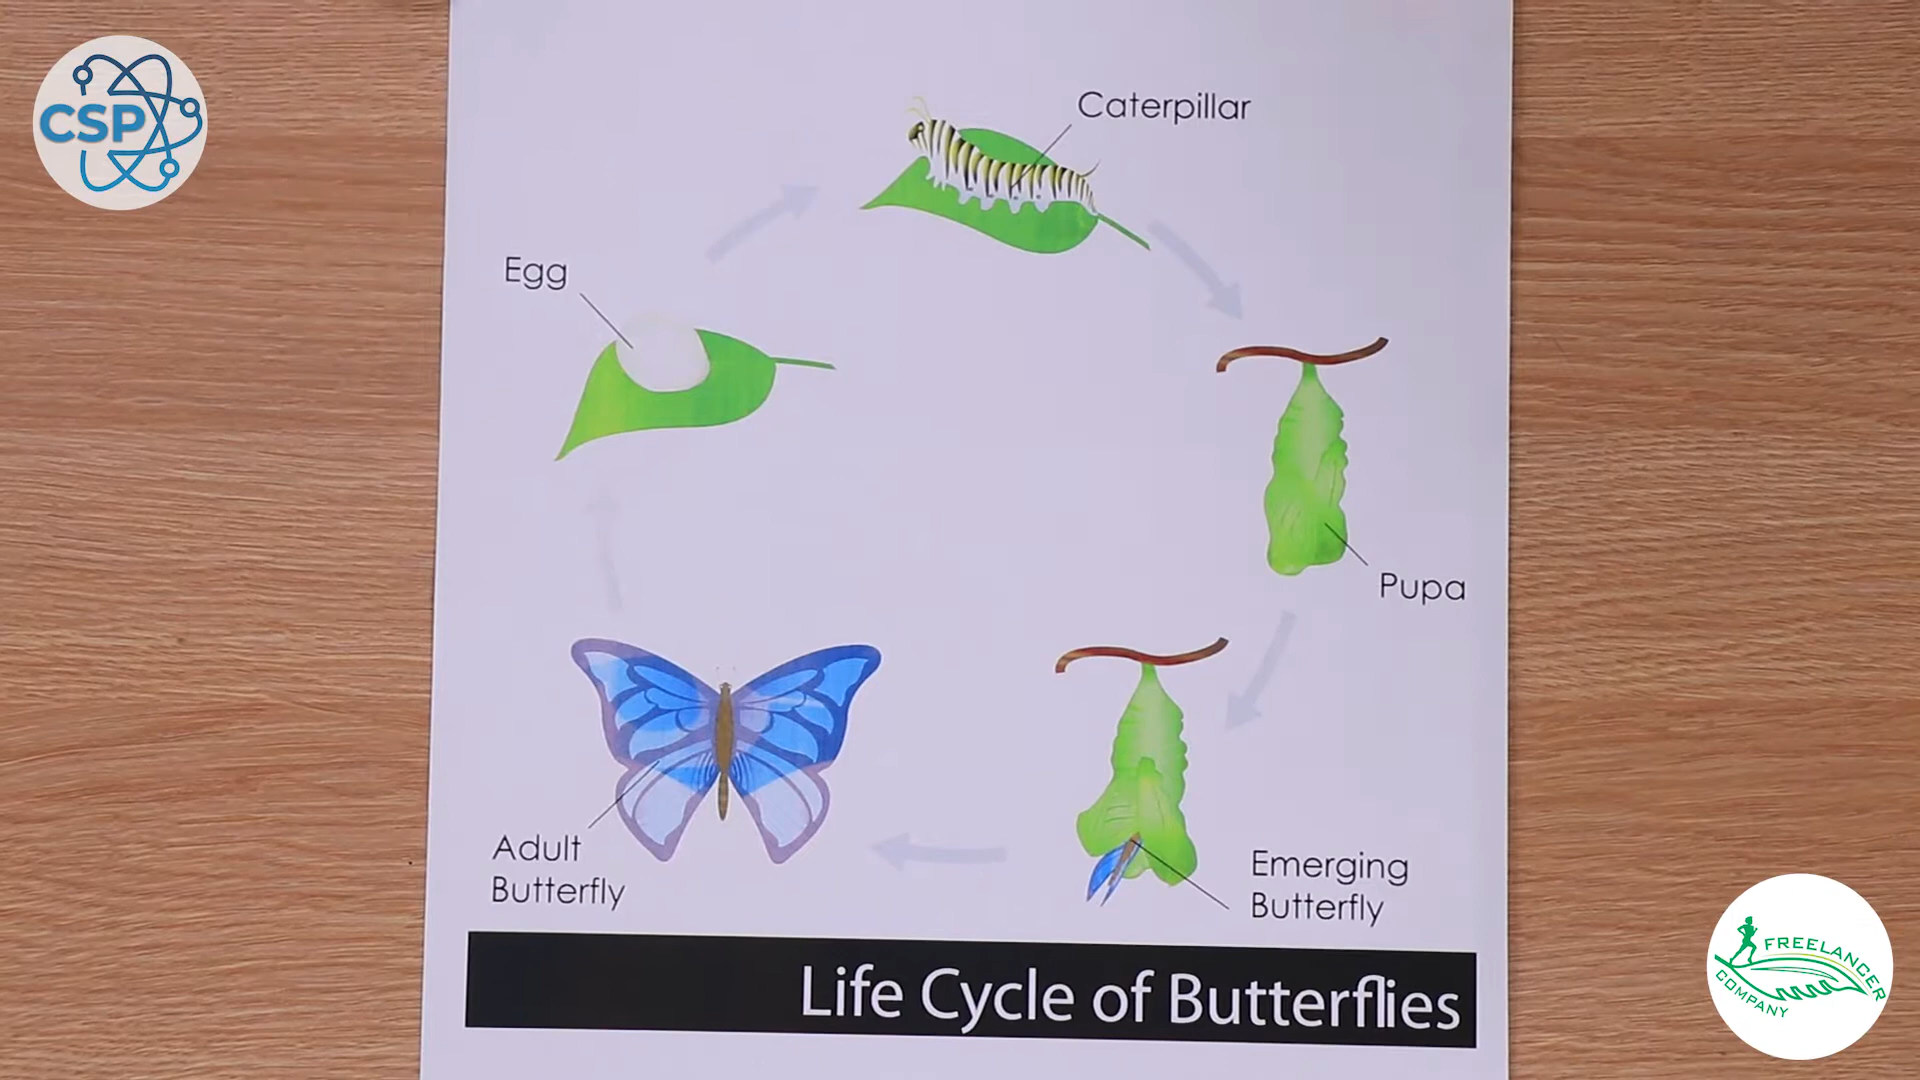 CSP
Caterpillar
Egg
Pupa
Adult
Butterfly
Emerging
Butterfly
Life Cycle of Butterflies
FREELANCER
COMPANY